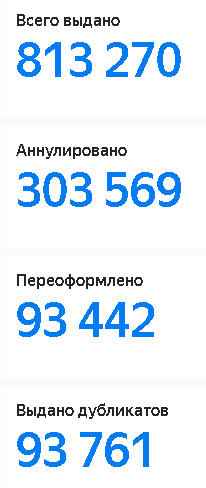 Всего выдано
813 270
Аннулировано
303 569
Переоформлено
93 442
Выдано дубликатов
93 761